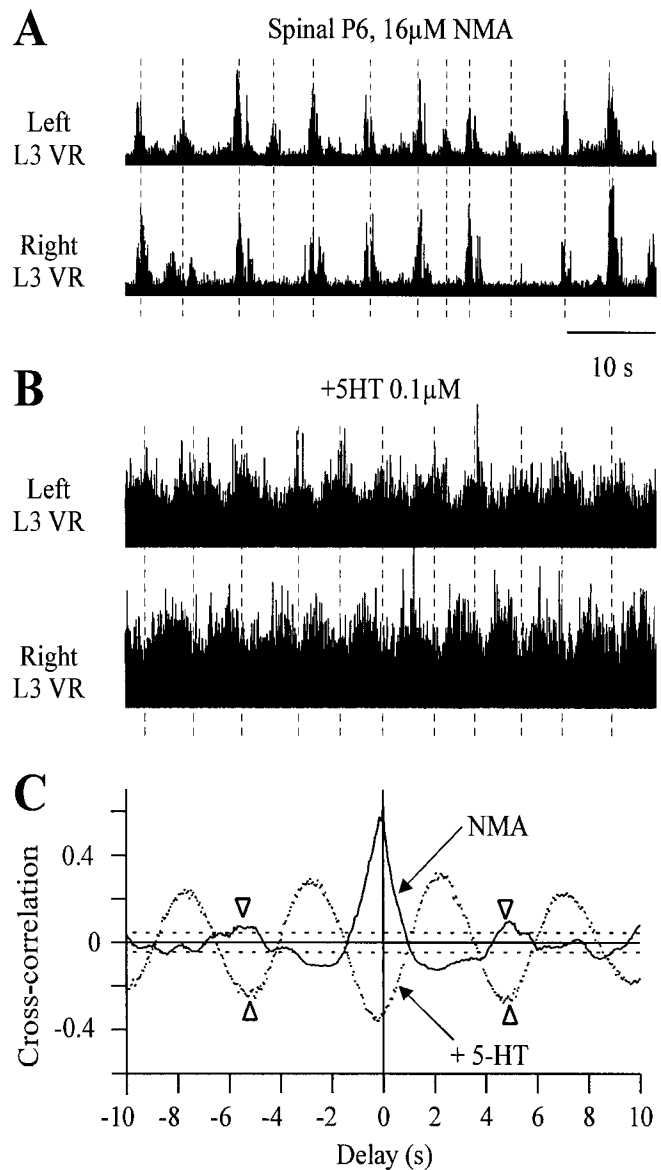 A
Spinal P6, 16μM NMA
Left
L3 VR
Right
L3 VR
10 s
B
+5HT 0.1μM
Left
L3 VR
Right
L3 VR
C
Cross-correlation
0.4
0
-0.4
NMA
+ 5-HT
-10 -8 -6 -4 -2 0 2 4 6 8 10
Delay (s)